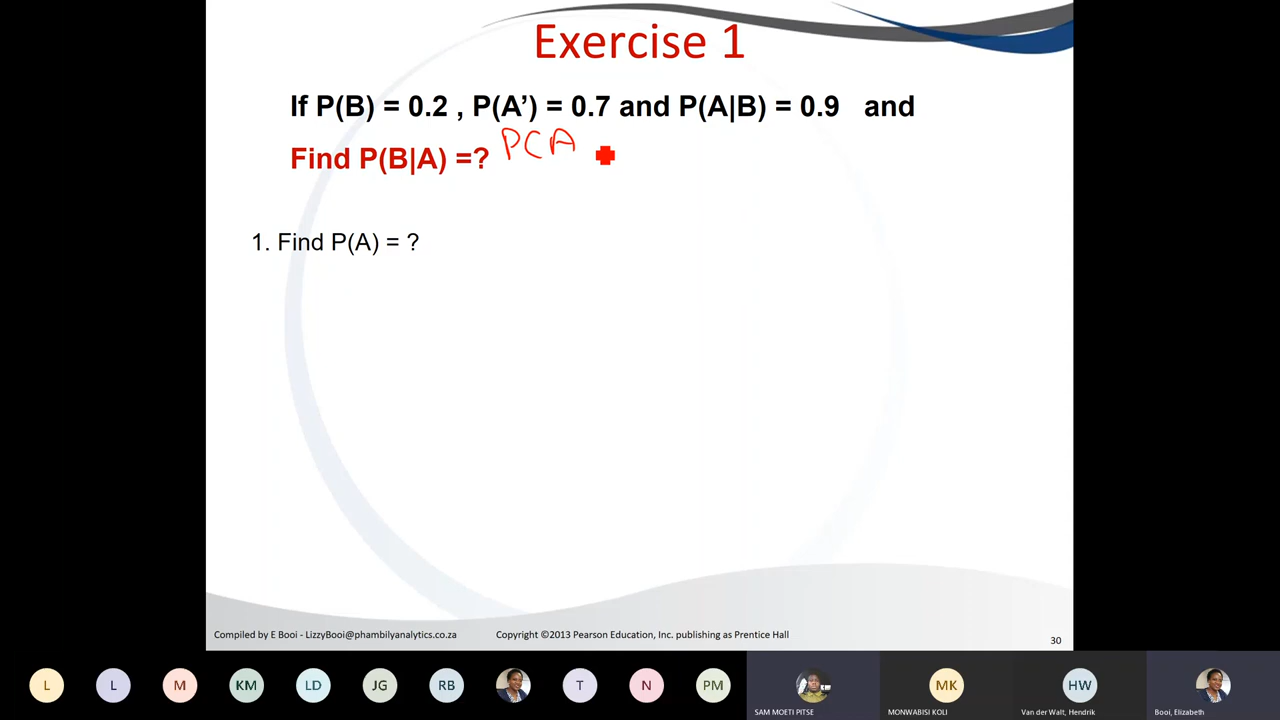 Exercise 1
If P(B) = 0.2 , P(A’) = 0.7 and P(A|B) = 0.9 and
Find P(B|A) =? P(A
1. Find P(A) = ?
Compiled by E Booi - LizzyBooi@phambilyanalytics.co.za Copyright ©2013 Pearson Education, Inc. publishing as Prentice Hall 30
L L M KM LD JG RB T N PM MK HW
SAM MOETI PITSE MONWABISI KOLI Van der Walt, Hendrik Booi, Elizabeth